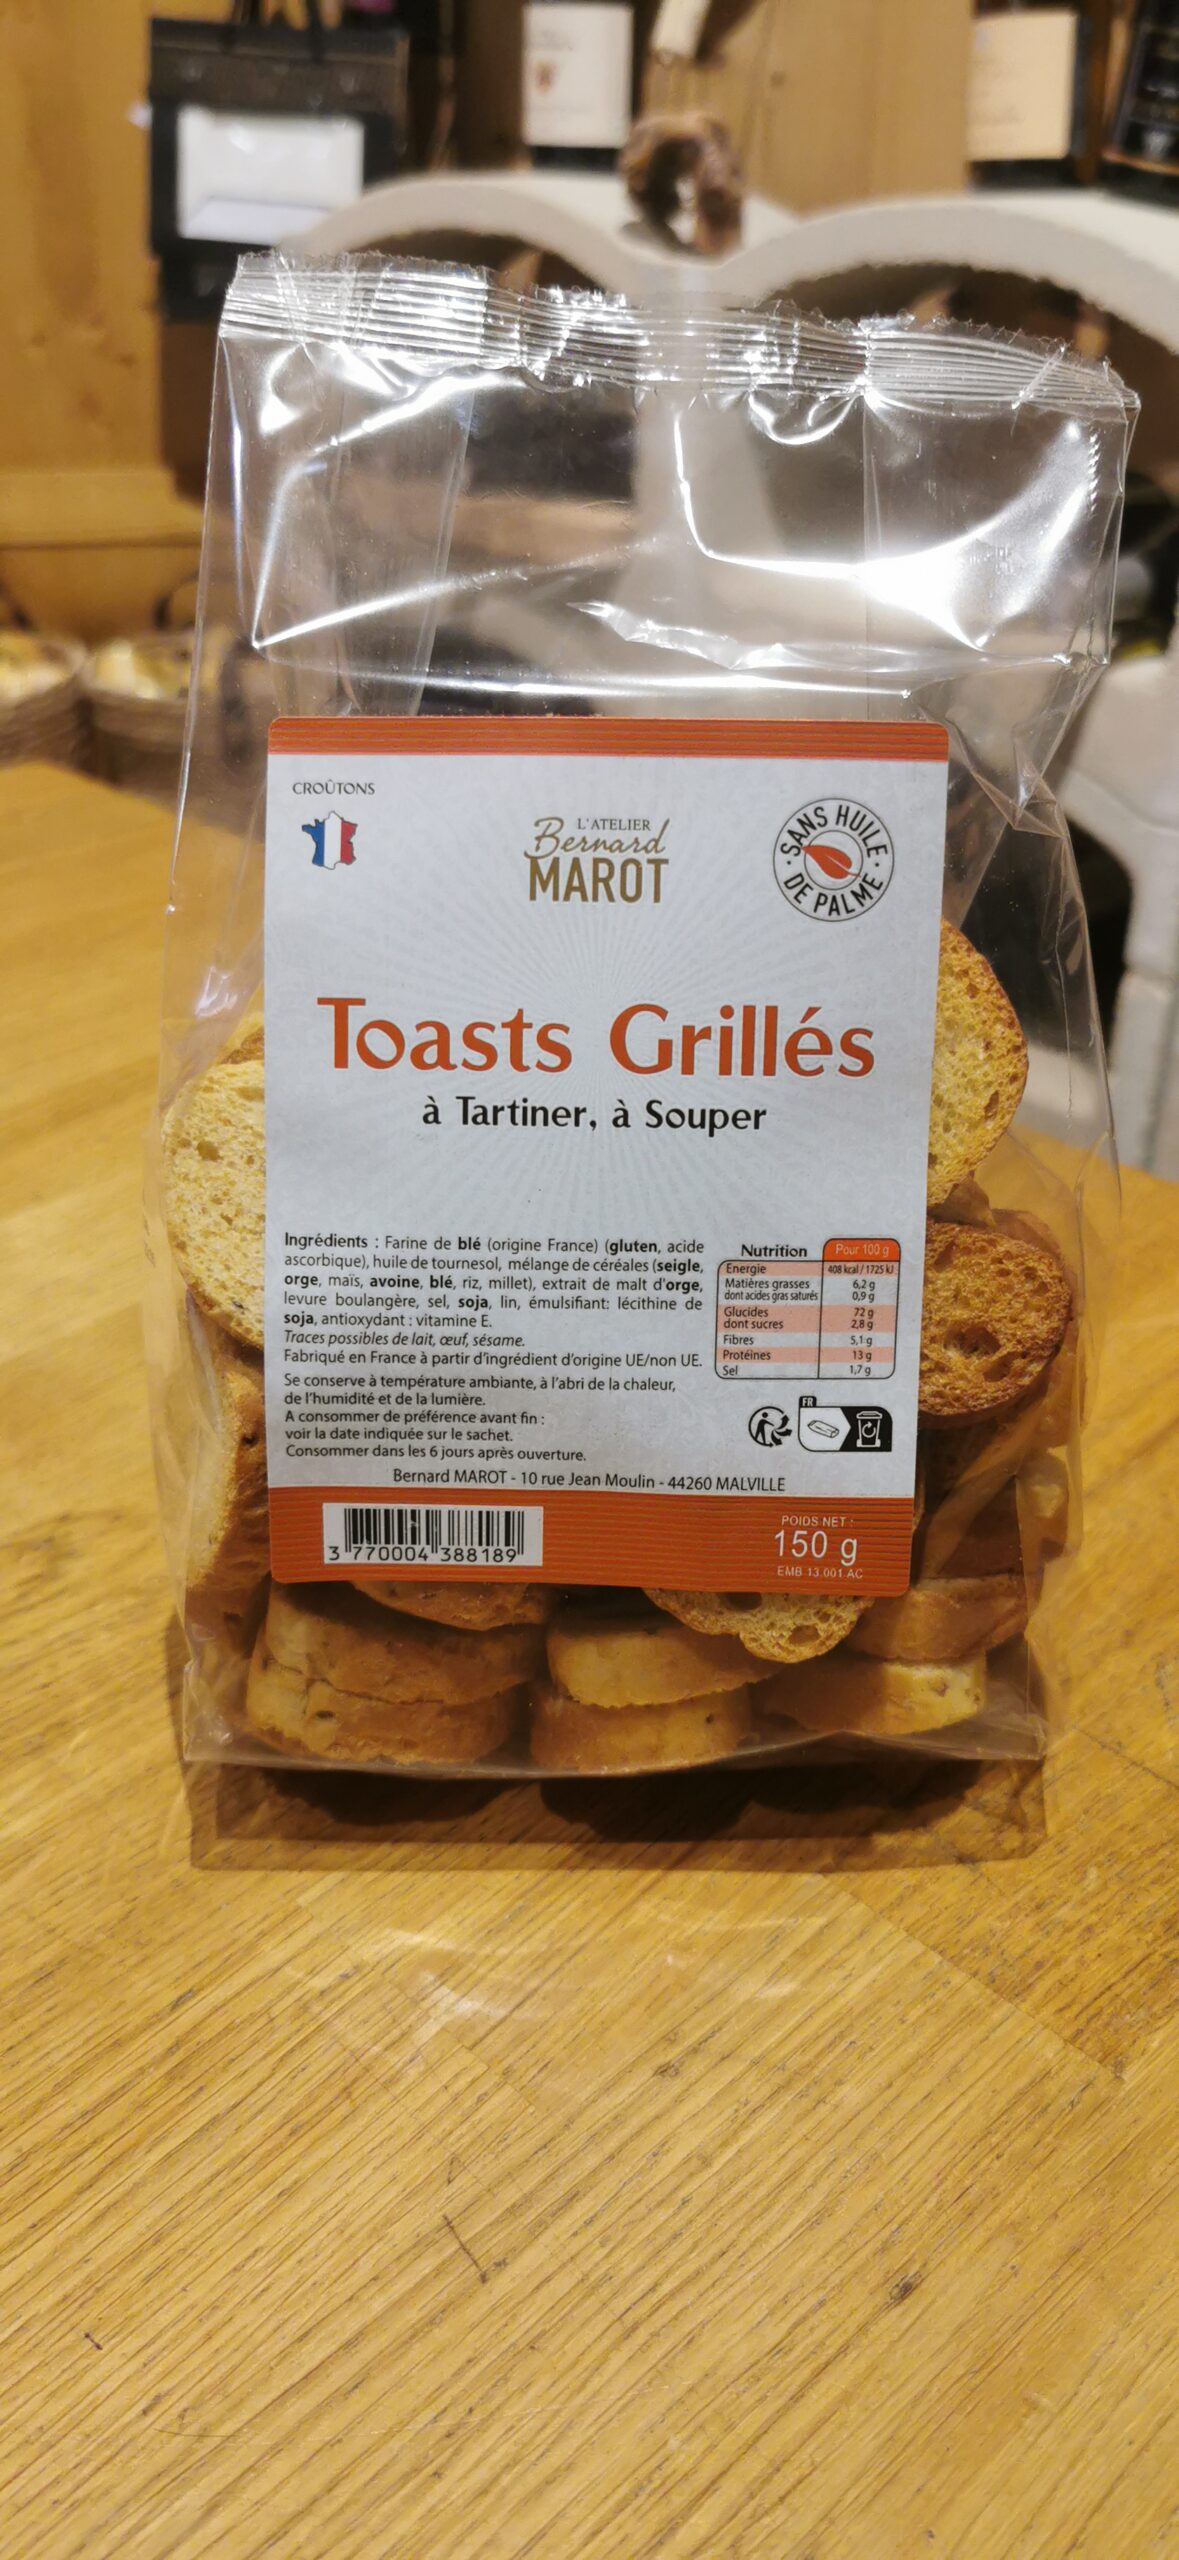 CROÛTONS
L'ATELIER
Bernard
MAROT
SANS HUILE
DE PALME
Toasts Grillés
à Tartiner, à Souper
Ingrédients : Farine de blé (origine France) (gluten, acide
ascorbique), huile de tournesol, mélange de céréales (seigle,
orge, maïs, avoine, blé, riz, millet), extrait de malt d'orge,
levure boulangère, sel, soja, lin, émulsifiant: lécithine de
soja, antioxydant : vitamine E.
Traces possibles de lait, œuf, sésame.
Fabriqué en France à partir d'ingrédient d'origine UE/non UE.
Se conserve à température ambiante, à l'abri de la chaleur,
de l'humidité et de la lumière.
A consommer de préférence avant fin :
voir la date indiquée sur le sachet.
Consommer dans les 6 jours après ouverture.
Nutrition Pour 100 g
Energie 408 kcal / 1725 kJ
Matières grasses 6,2 g
dont acides gras saturés 0,9 g
Glucides 72 g
dont sucres 2,8 g
Fibres 5,1 g
Protéines 13 g
Sel 1,7 g
FR
Bernard MAROT - 10 rue Jean Moulin - 44260 MALVILLE
3 770004 388189
POIDS NET :
150 g
EMB 13.001.AC